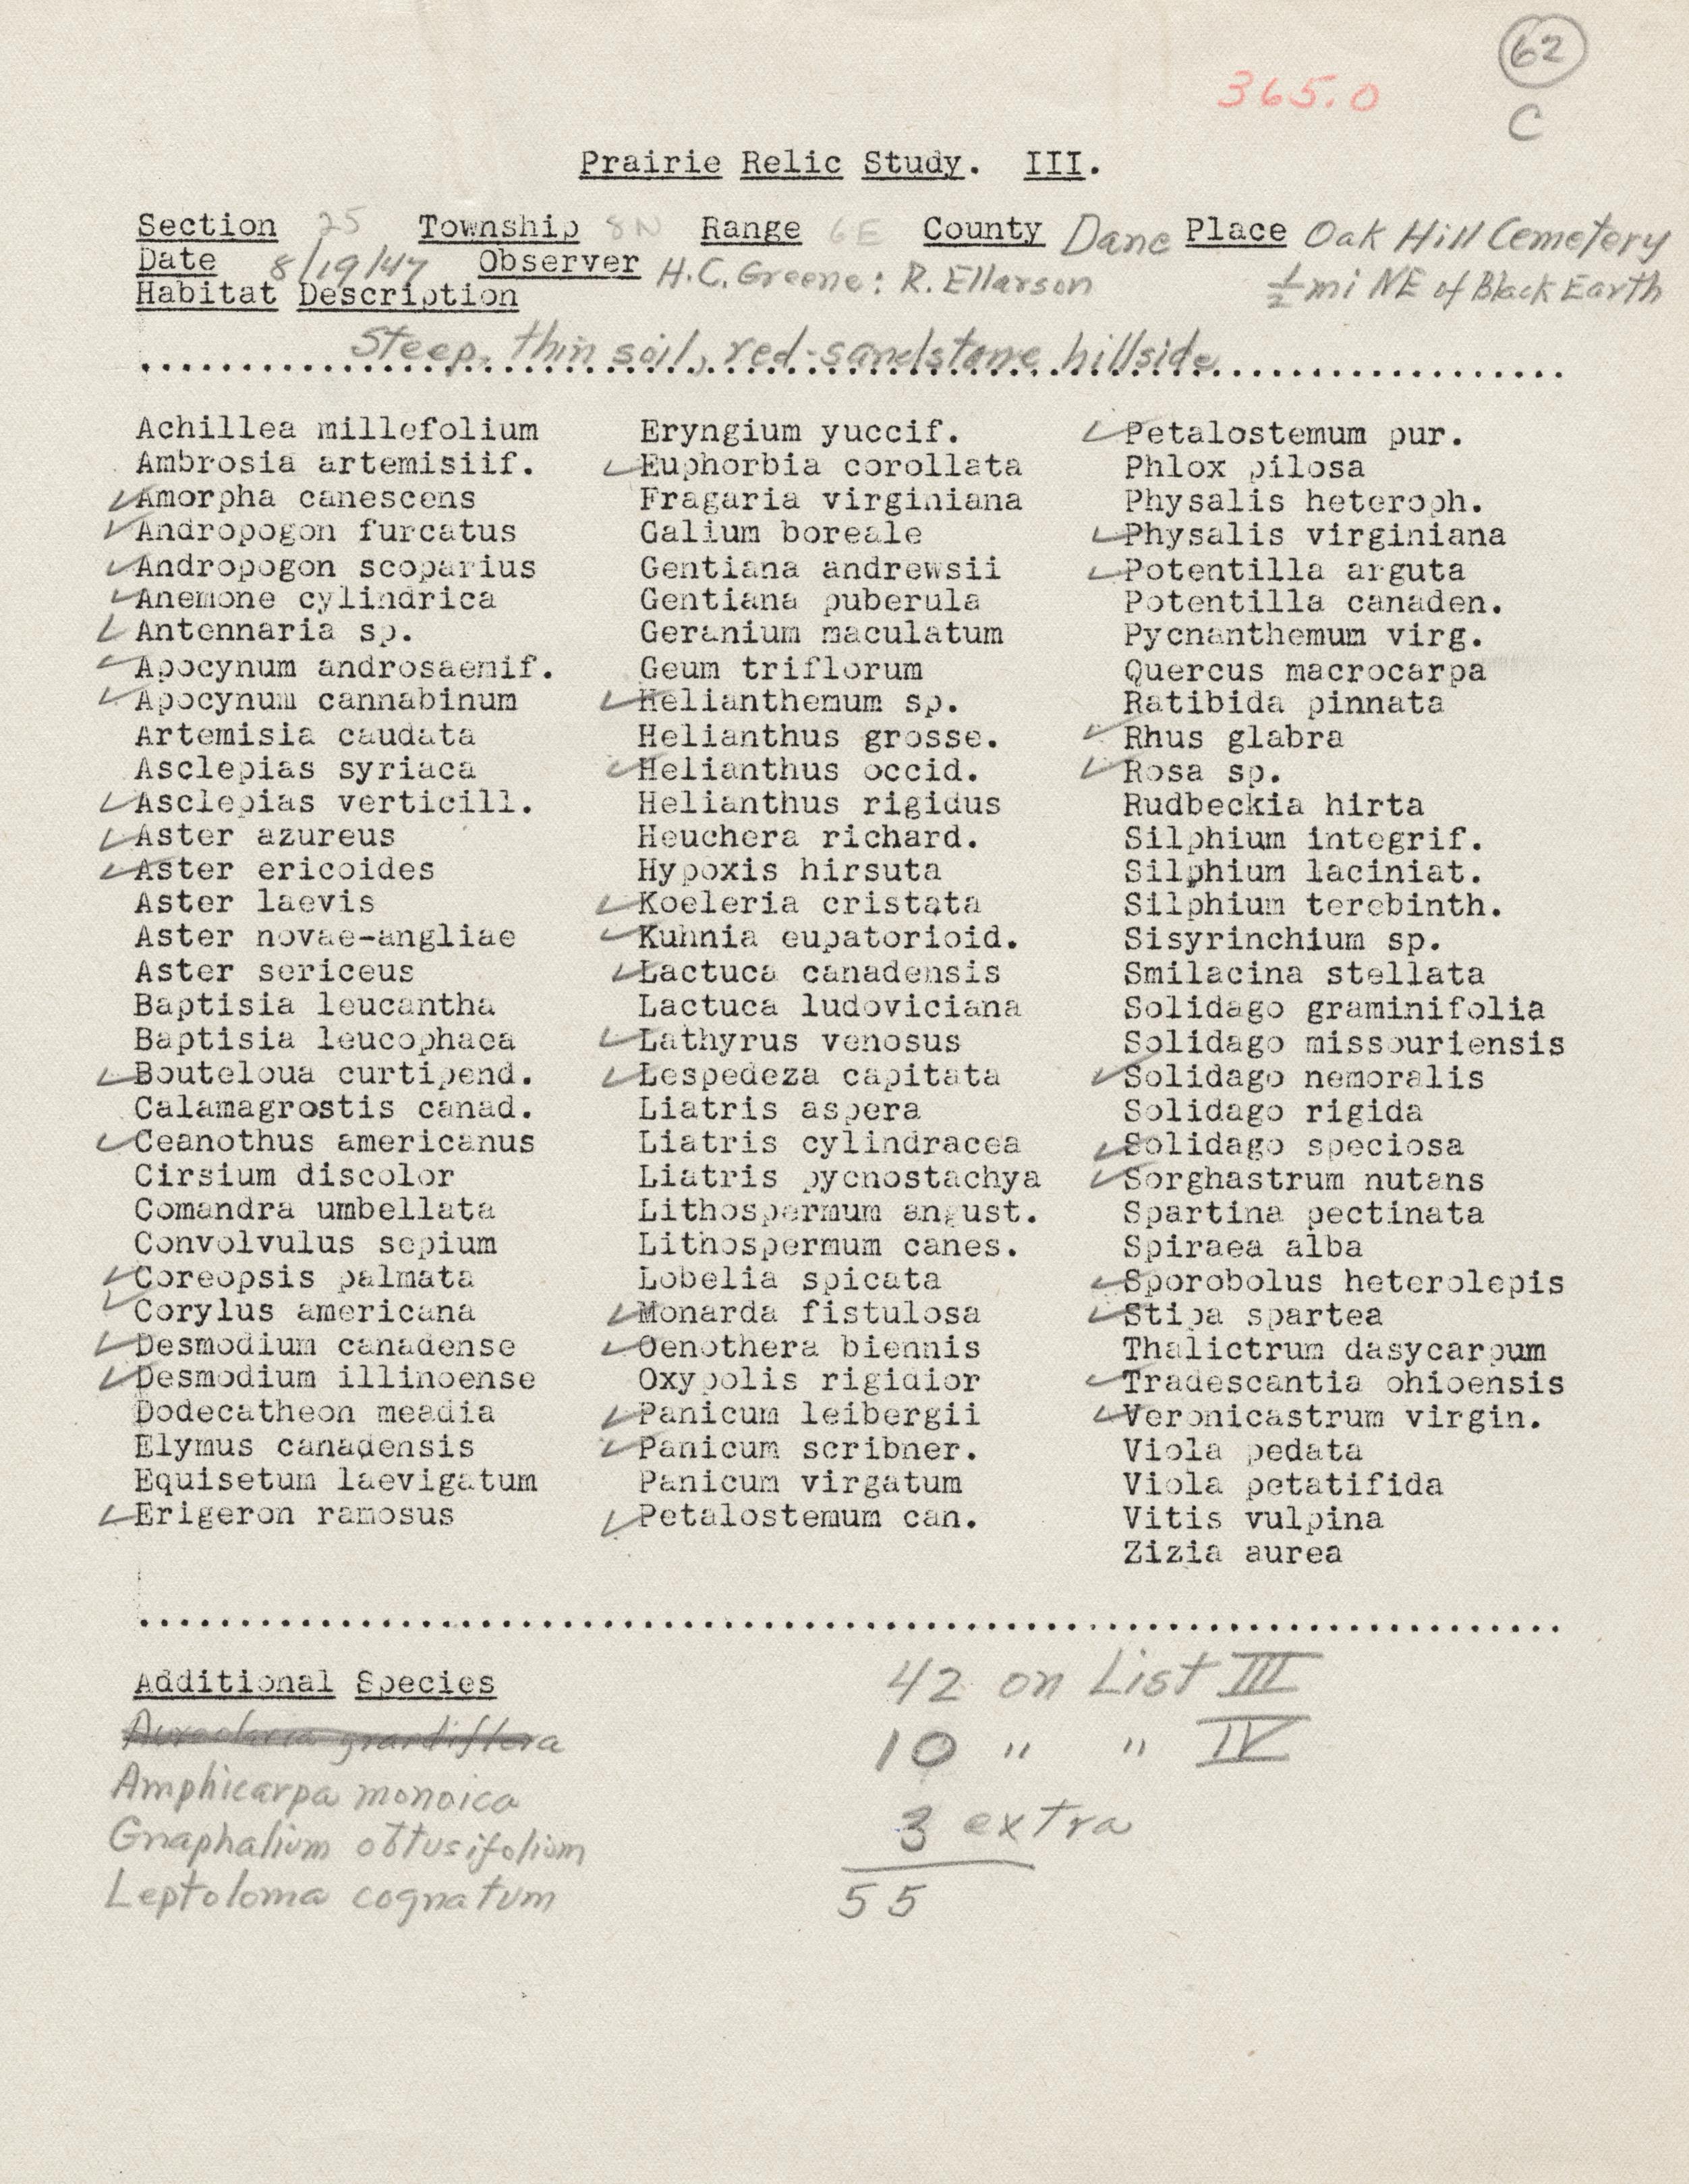 62
365.0
C
Prairie Relic Study. III.
Section 25 Township 8N Range 6E County Dane Place Oak Hill Cemetery
Date 8/19/47 Observer H.C. Greene: R. Ellarson ½ mi NE of Black Earth
Habitat Description
Steep, thin soil, red-sandstone hillside
Achillea millefolium
Ambrosia artemisiif.
✓Amorpha canescens
✓Andropogon furcatus
✓Andropogon scoparius
✓Anemone cylindrica
✓Antennaria sp.
✓Apocynum androsaemif.
✓Apocynum cannabinum
Artemisia caudata
Asclepias syriaca
✓Asclepias verticill.
✓Aster azureus
✓Aster ericoides
Aster laevis
Aster novae-angliae
Aster sericeus
Baptisia leucantha
Baptisia leucophaea
✓Bouteloua curtipend.
Calamagrostis canad.
✓Ceanothus americanus
Cirsium discolor
Comandra umbellata
Convolvulus sepium
✓Coreopsis palmata
✓Corylus americana
✓Desmodium canadense
✓Desmodium illinoense
Dodecatheon meadia
Elymus canadensis
Equisetum laevigatum
✓Erigeron ramosus
Eryngium yuccif.
✓Euphorbia corollata
Fragaria virginiana
Galium boreale
Gentiana andrewsii
Gentiana puberula
Geranium maculatum
Geum triflorum
✓Helianthemum sp.
Helianthus grosse.
✓Helianthus occid.
Helianthus rigidus
Heuchera richard.
Hypoxis hirsuta
✓Koeleria cristata
✓Kuhnia eupatorioid.
✓Lactuca canadensis
Lactuca ludoviciana
✓Lathyrus venosus
✓Lespedeza capitata
Liatris aspera
Liatris cylindracea
Liatris pycnostachya
Lithospermum angust.
Lithospermum canes.
Lobelia spicata
✓Monarda fistulosa
✓Oenothera biennis
Oxypolis rigidior
✓Panicum leibergii
✓Panicum scribner.
Panicum virgatum
✓Petalostemum can.
✓Petalostemum pur.
Phlox pilosa
Physalis heteroph.
✓Physalis virginiana
✓Potentilla arguta
Potentilla canaden.
Pycnanthemum virg.
Quercus macrocarpa
Ratibida pinnata
✓Rhus glabra
✓Rosa sp.
Rudbeckia hirta
Silphium integrif.
Silphium laciniat.
Silphium terebinth.
Sisyrinchium sp.
Smilacina stellata
Solidago graminifolia
Solidago missouriensis
✓Solidago nemoralis
Solidago rigida
✓Solidago speciosa
✓Sorghastrum nutans
Spartina pectinata
Spiraea alba
✓Sporobolus heterolepis
✓Stipa spartea
Thalictrum dasycarpum
✓Tradescantia ohioensis
✓Veronicastrum virgin.
Viola pedata
Viola petatifida
Vitis vulpina
Zizia aurea
Additional Species
Aureolaria grandiflora
Amphicarpa monoica
Gnaphalium obtusifolium
Leptoloma cognatum
42 on List III
10 " " IV
3 extra
55